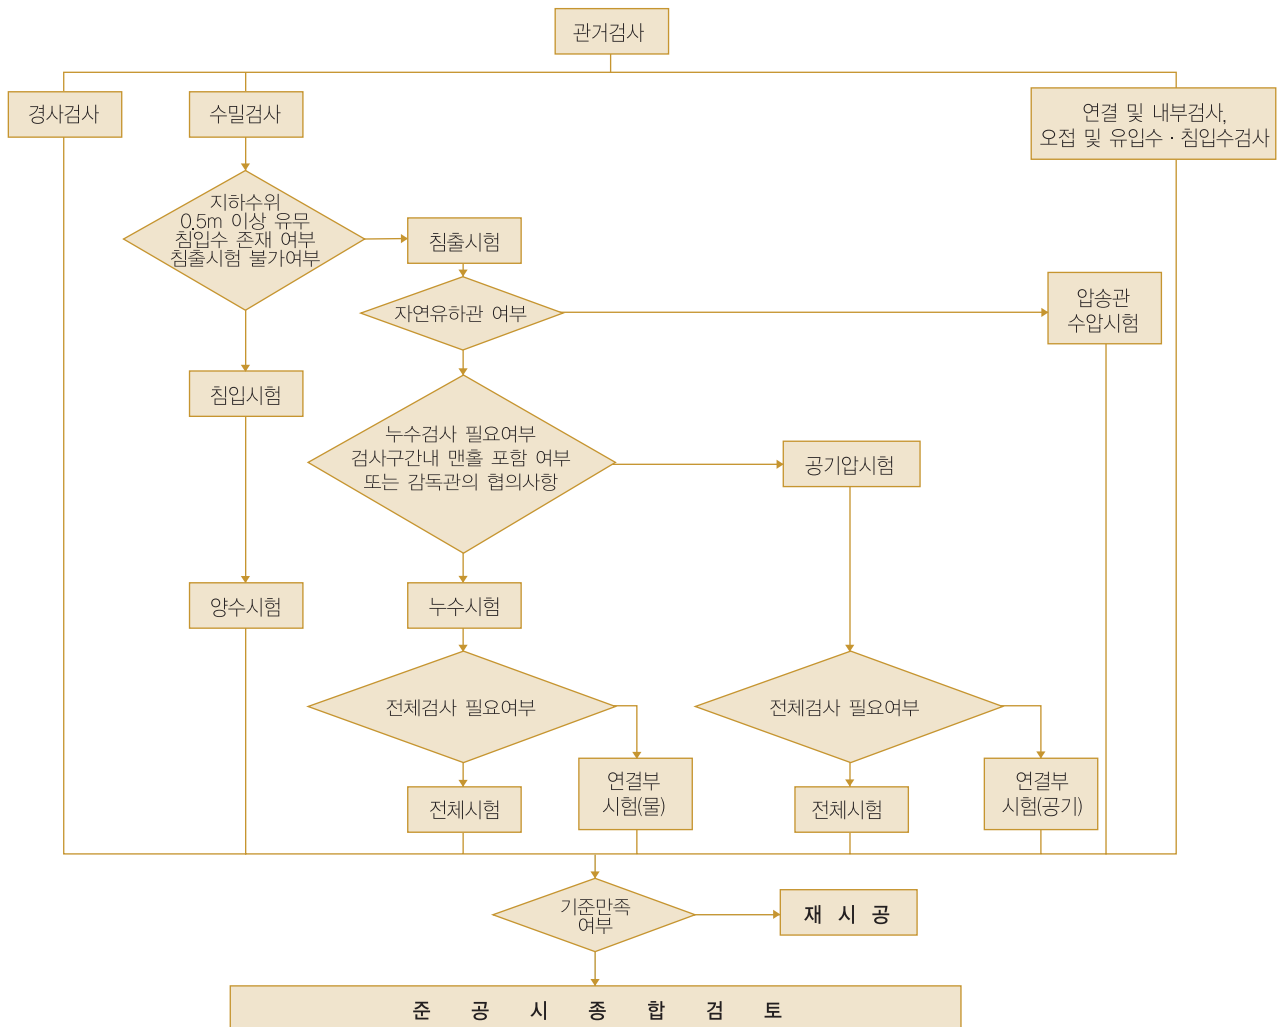 관거검사
경사검사
수밀검사
연결 및 내부검사,
오접 및 유입수 · 침입수검사
지하수위
0.5m 이상 유무
침입수 존재 여부
침출시험 불가여부
침출시험
자연유하관 여부
압송관
수압시험
침입시험
누수검사 필요여부
검사구간내 맨홀 포함 여부
또는 감독관의 협의사항
공기압시험
양수시험
누수시험
전체검사 필요여부
전체검사 필요여부
전체시험
연결부
시험(물)
전체시험
연결부
시험(공기)
기준만족
여부
재 시 공
준 공 시 종 합 검 토